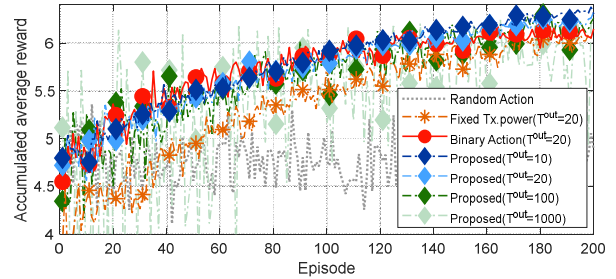 Accumulated average reward
6
5.5
5
4.5
4
0 20 40 60 80 100 120 140 160 180 200
Episode
Random Action
Fixed Tx.power(T^out=20)
Binary Action(T^out=20)
Proposed(T^out=10)
Proposed(T^out=20)
Proposed(T^out=100)
Proposed(T^out=1000)